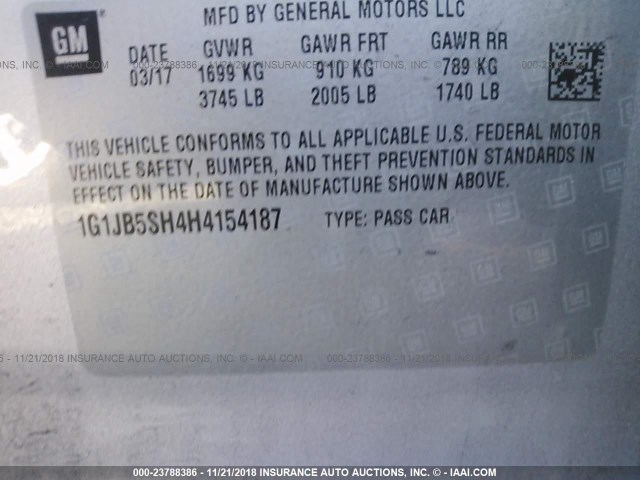 MFD BY GENERAL MOTORS LLC
GM
DATE GVWR GAWR FRT GAWR RR
03/17 1699 KG 910 KG 789 KG
3745 LB 2005 LB 1740 LB
THIS VEHICLE CONFORMS TO ALL APPLICABLE U.S. FEDERAL MOTOR
VEHICLE SAFETY, BUMPER, AND THEFT PREVENTION STANDARDS IN
EFFECT ON THE DATE OF MANUFACTURE SHOWN ABOVE.
1G1JB5SH4H4154187 TYPE: PASS CAR
000-23788386 - 11/21/2018 INSURANCE AUTO AUCTIONS, INC. - © IAAI.COM